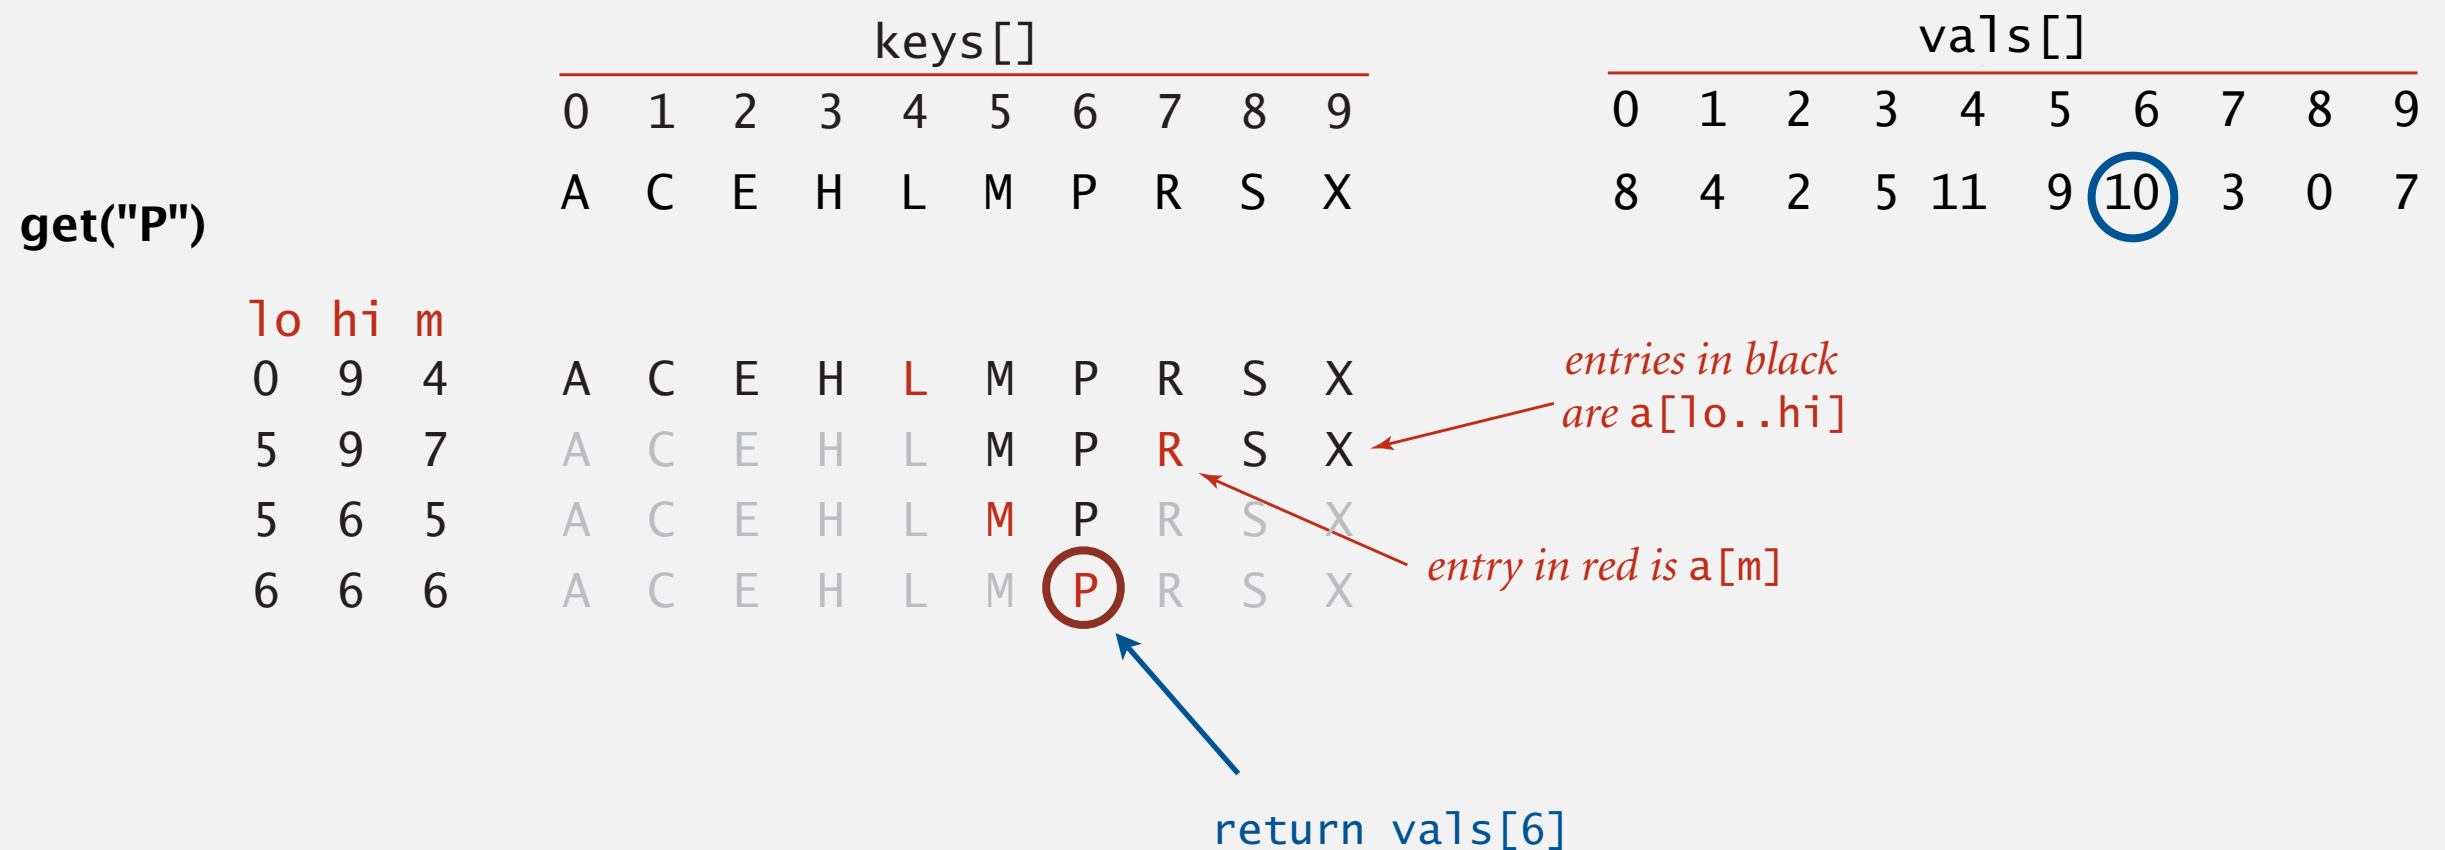 keys[] vals[]
0 1 2 3 4 5 6 7 8 9 0 1 2 3 4 5 6 7 8 9
A C E H L M P R S X 8 4 2 5 11 9 10 3 0 7
get("P")
lo hi m
0 9 4 A C E H L M P R S X
5 9 7 A C E H L M P R S X
5 6 5 A C E H L M P R S X
6 6 6 A C E H L M P R S X
entries in black
are a[lo..hi]
entry in red is a[m]
return vals[6]